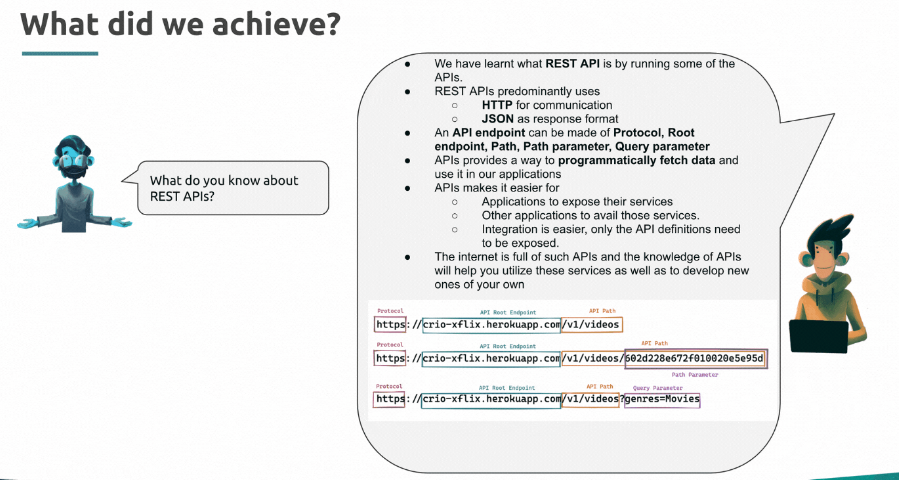 What did we achieve?
What do you know about
REST APIs?
● We have learnt what REST API is by running some of the
APIs.
● REST APIs predominantly uses
○ HTTP for communication
○ JSON as response format
● An API endpoint can be made of Protocol, Root
endpoint, Path, Path parameter, Query parameter
● APIs provides a way to programmatically fetch data and
use it in our applications
● APIs makes it easier for
○ Applications to expose their services
○ Other applications to avail those services.
○ Integration is easier, only the API definitions need
to be exposed.
● The internet is full of such APIs and the knowledge of APIs
will help you utilize these services as well as to develop new
ones of your own
Protocol API Root Endpoint API Path
https://crio-xflix.herokuapp.com/v1/videos
Protocol API Root Endpoint API Path
https://crio-xflix.herokuapp.com/v1/videos/602d228e672f010020e5e95d
Path Parameter
Protocol API Root Endpoint API Path Query Parameter
https://crio-xflix.herokuapp.com/v1/videos?genres=Movies